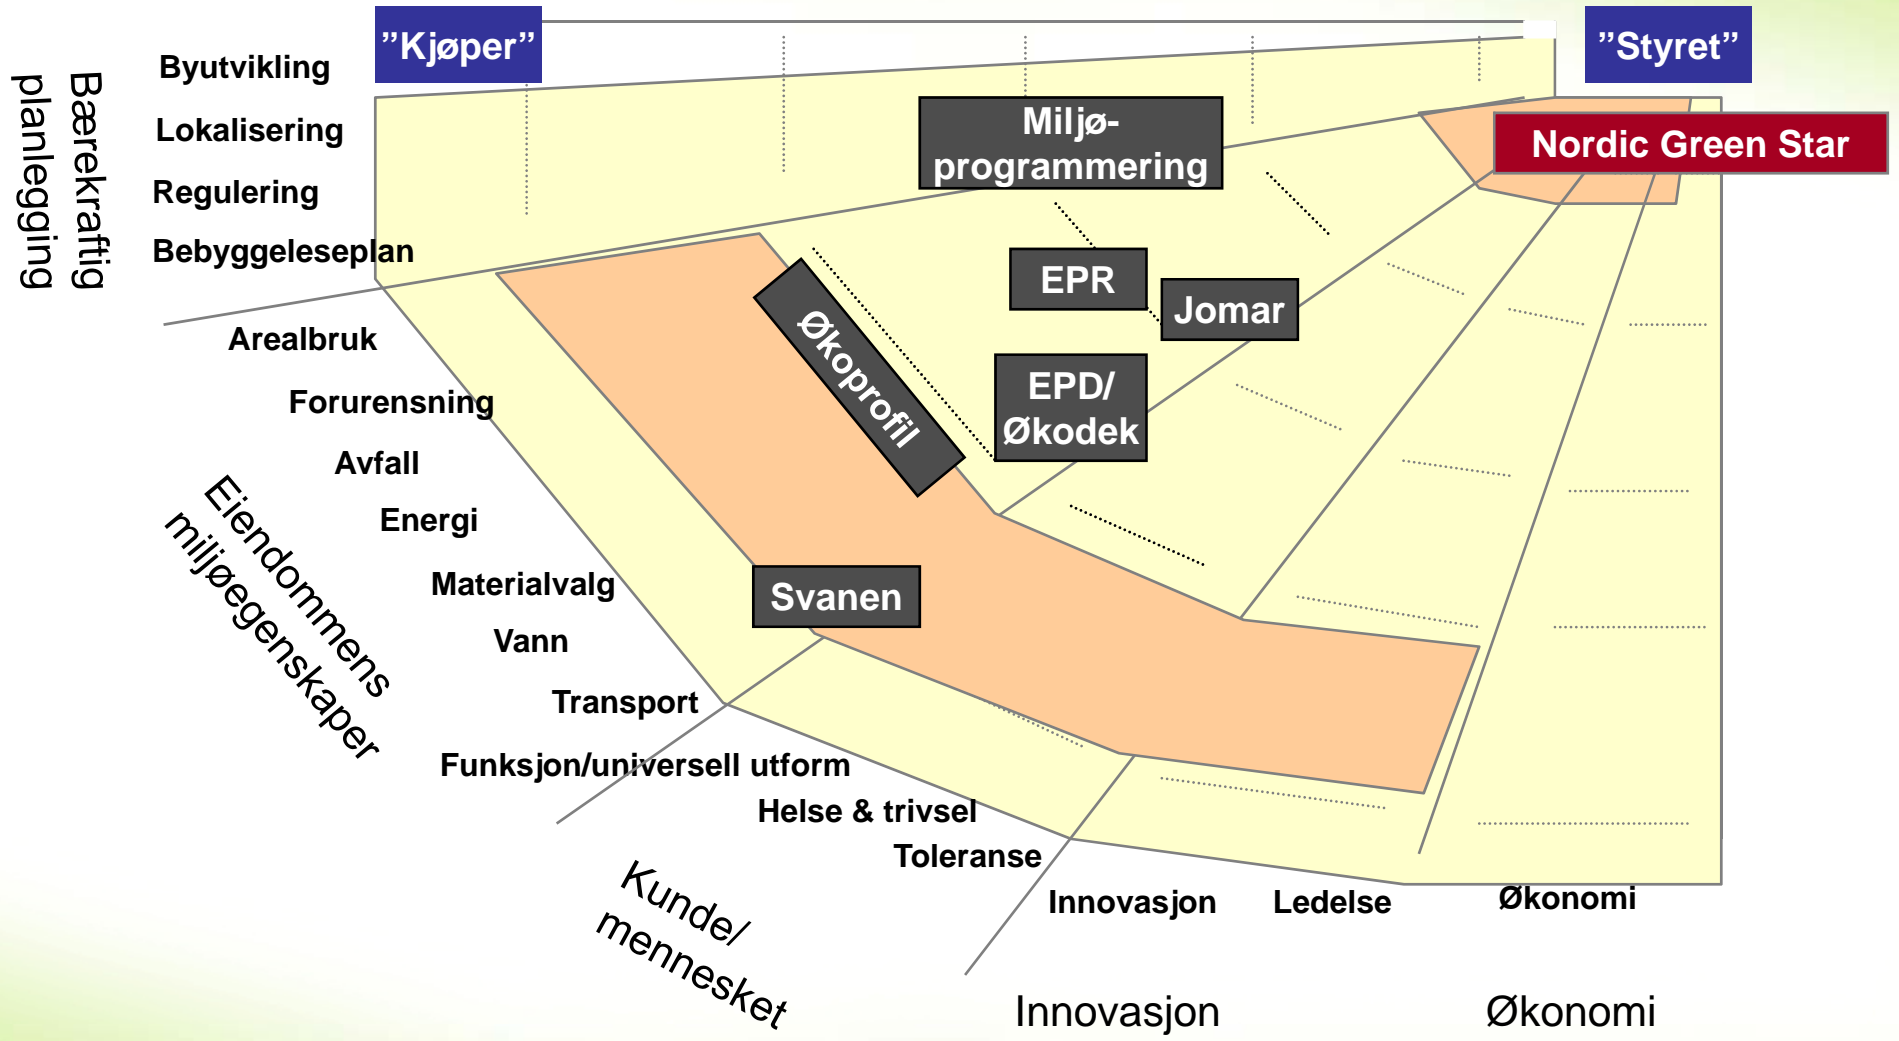 ”Kjøper”
”Styret”
Bærekraftig
planlegging
Byutvikling
Lokalisering
Regulering
Bebyggeleseplan
Miljø-
programmering
Nordic Green Star
EPR
Jomar
Økoprofil
EPD/
Økodek
Svanen
Arealbruk
Forurensning
Avfall
Energi
Materialvalg
Vann
Transport
Eiendommens
miljøegenskaper
Funksjon/universell utform
Helse & trivsel
Toleranse
Kunde/
mennesket
Innovasjon
Ledelse
Økonomi
Innovasjon
Økonomi